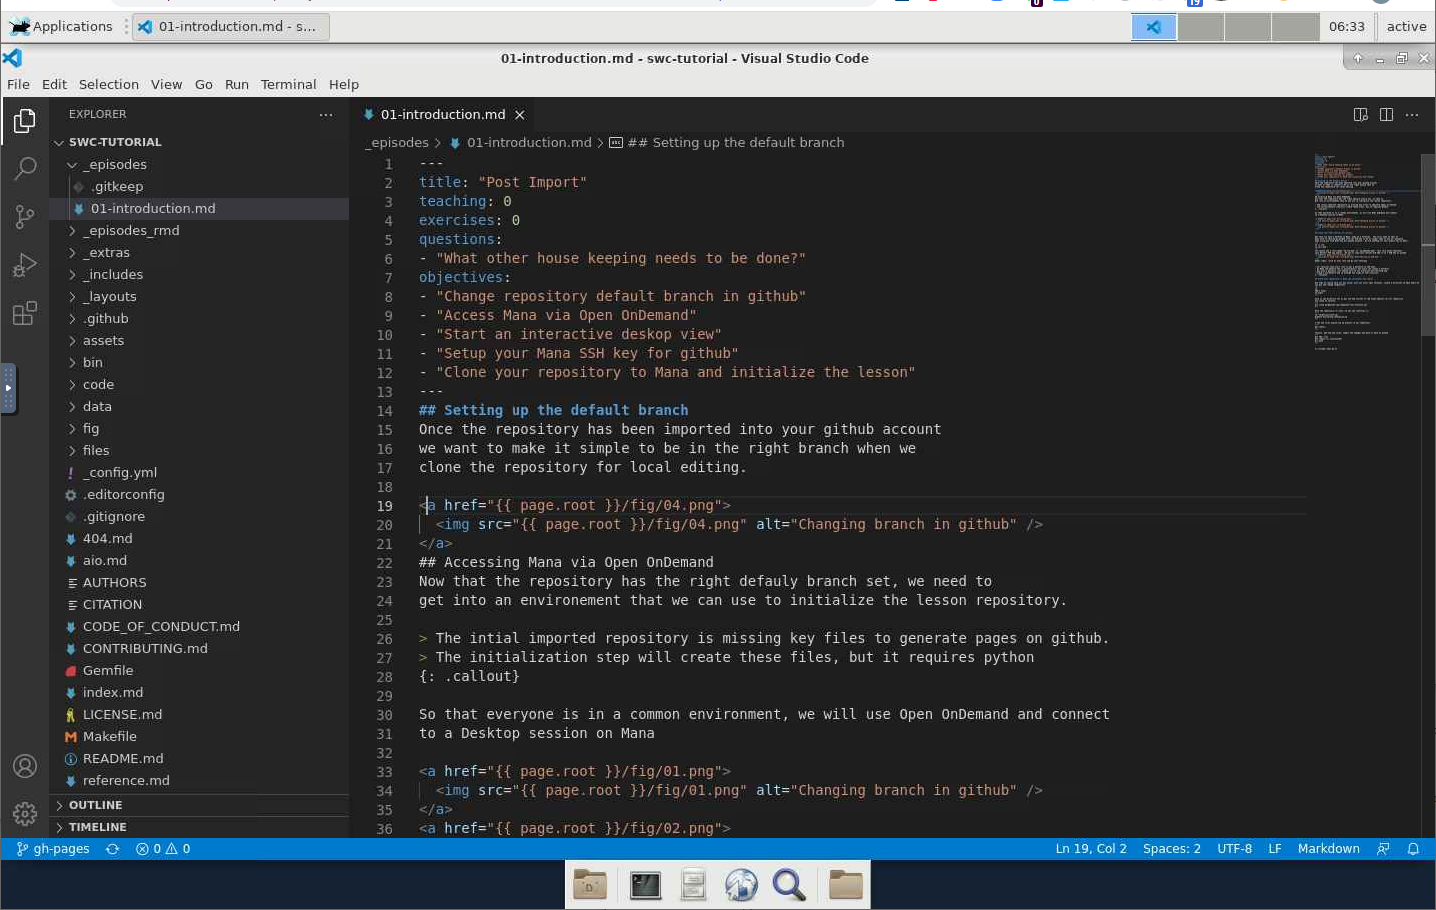 Applications
01-introduction.md - s...
06:33
active
01-introduction.md - swc-tutorial - Visual Studio Code
File Edit Selection View Go Run Terminal Help
EXPLORER
SWC-TUTORIAL
_episodes
.gitkeep
01-introduction.md
_episodes_rmd
_extras
_includes
_layouts
.github
assets
bin
code
data
fig
files
_config.yml
.editorconfig
.gitignore
404.md
aio.md
AUTHORS
CITATION
CODE_OF_CONDUCT.md
CONTRIBUTING.md
Gemfile
index.md
LICENSE.md
Makefile
README.md
reference.md
OUTLINE
TIMELINE
01-introduction.md
_episodes > 01-introduction.md > ## Setting up the default branch
1 ---
2 title: "Post Import"
3 teaching: 0
4 exercises: 0
5 questions:
6 - "What other house keeping needs to be done?"
7 objectives:
8 - "Change repository default branch in github"
9 - "Access Mana via Open OnDemand"
10 - "Start an interactive deskop view"
11 - "Setup your Mana SSH key for github"
12 - "Clone your repository to Mana and initialize the lesson"
13 ---
14 ## Setting up the default branch
15 Once the repository has been imported into your github account
16 we want to make it simple to be in the right branch when we
17 clone the repository for local editing.
18
19 <a href="{{ page.root }}/fig/04.png">
20 <img src="{{ page.root }}/fig/04.png" alt="Changing branch in github" />
21 </a>
22 ## Accessing Mana via Open OnDemand
23 Now that the repository has the right defauly branch set, we need to
24 get into an environement that we can use to initialize the lesson repository.
25
26 > The intial imported repository is missing key files to generate pages on github.
27 > The initialization step will create these files, but it requires python
28 {: .callout}
29
30 So that everyone is in a common environment, we will use Open OnDemand and connect
31 to a Desktop session on Mana
32
33 <a href="{{ page.root }}/fig/01.png">
34 <img src="{{ page.root }}/fig/01.png" alt="Changing branch in github" />
35 </a>
36 <a href="{{ page.root }}/fig/02.png">
gh-pages 0 0
Ln 19, Col 2 Spaces: 2 UTF-8 LF Markdown